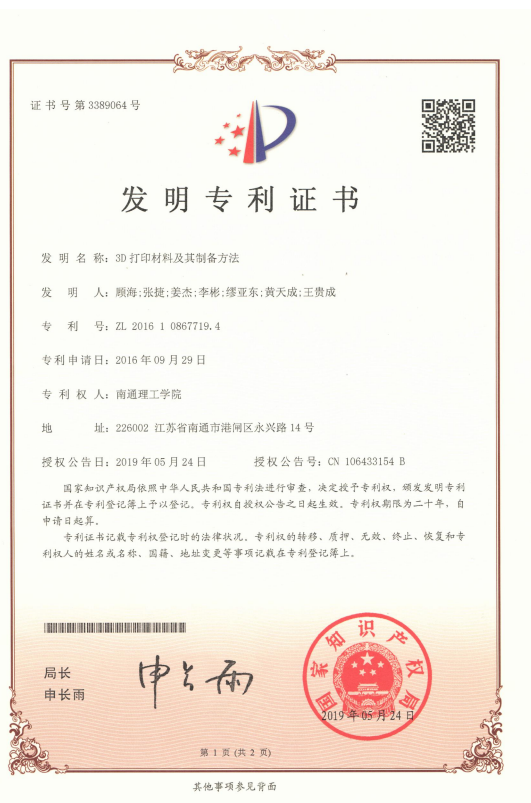 证书号第3389064号
发明专利证书
发明名称：3D打印材料及其制备方法
发明人：顾海;张捷;姜杰;李彬;缪亚东;黄天成;王贵成
专利号：ZL 2016 1 0867719.4
专利申请日：2016年09月29日
专利权人：南通理工学院
地址：226002 江苏省南通市港闸区永兴路14号
授权公告日：2019年05月24日 授权公告号：CN 106433154 B
国家知识产权局依照中华人民共和国专利法进行审查，决定授予专利权，颁发发明专利
证书并在专利登记簿上予以登记。专利权自授权公告之日起生效。专利权期限为二十年，自
申请日起算。
专利证书记载专利权登记时的法律状况。专利权的转移、质押、无效、终止、恢复和专
利权人的姓名或名称、国籍、地址变更等事项记载在专利登记簿上。
局长
申长雨
申长雨
国家知识产权局
2019年05月24日
第 1 页 (共 2 页)
其他事项参见背面